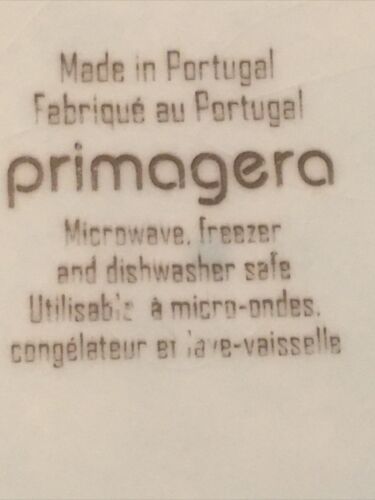 Made in Portugal
Fabriqué au Portugal
primagera
Microwave, freezer
and dishwasher safe
Utilisable à micro-ondes,
congélateur et lave-vaisselle